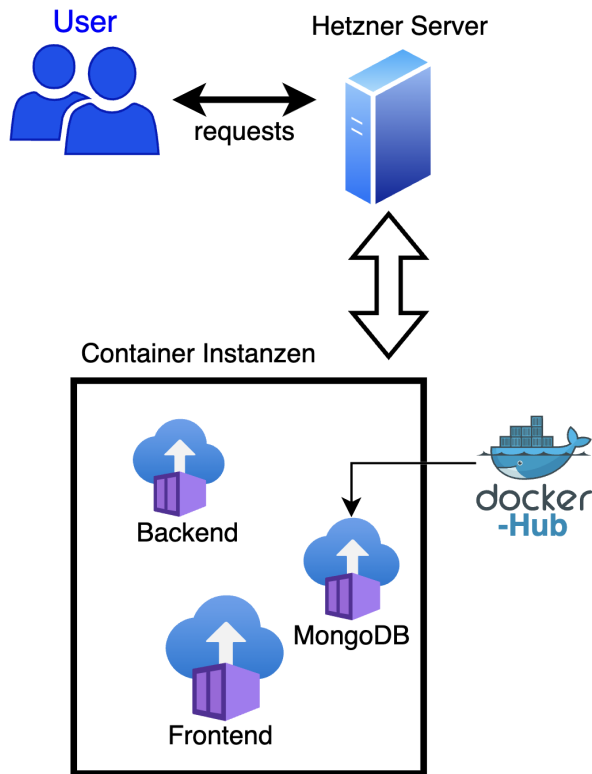 User
Hetzner Server
requests
Container Instanzen
Backend
docker
-Hub
MongoDB
Frontend